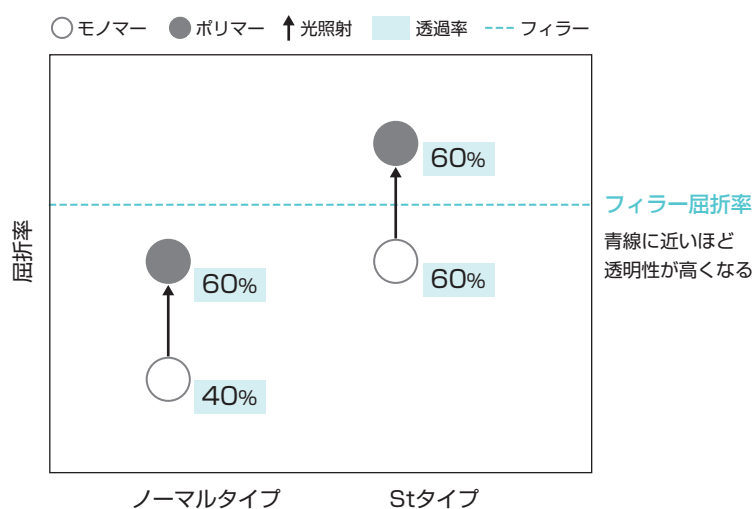 モノマー ポリマー 光照射 透過率 フィラー
60%
フィラー屈折率
青線に近いほど
透明性が高くなる
屈折率
60%
60%
40%
ノーマルタイプ Stタイプ